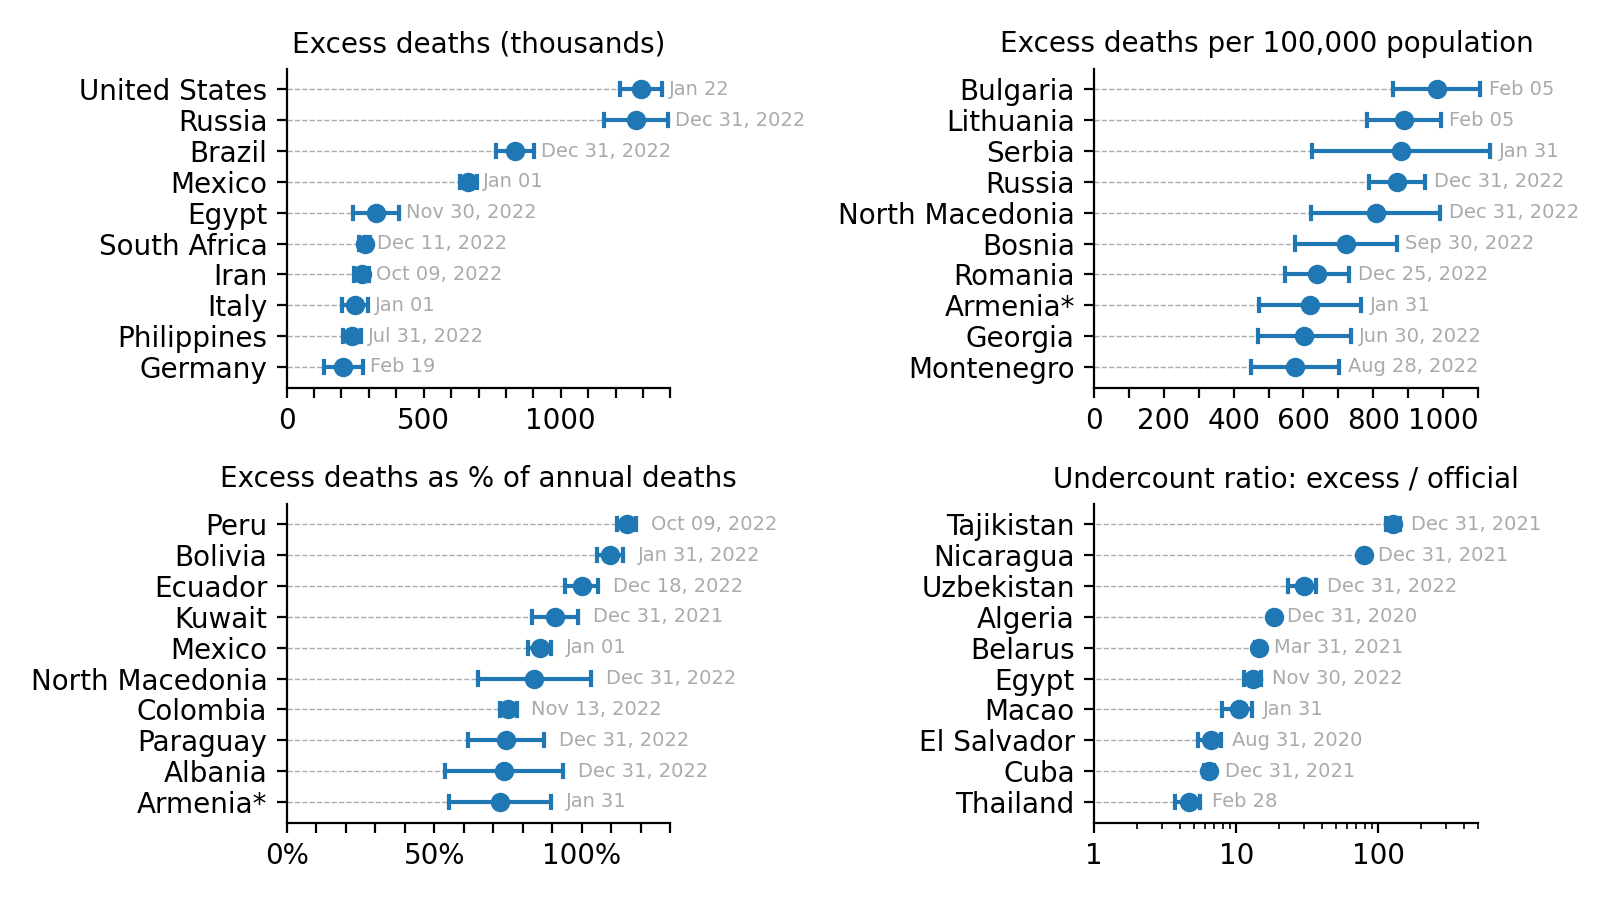 Excess deaths (thousands)
United States Jan 22
Russia Dec 31, 2022
Brazil Dec 31, 2022
Mexico Jan 01
Egypt Nov 30, 2022
South Africa Dec 11, 2022
Iran Oct 09, 2022
Italy Jan 01
Philippines Jul 31, 2022
Germany Feb 19
0 500 1000
Excess deaths per 100,000 population
Bulgaria Feb 05
Lithuania Feb 05
Serbia Jan 31
Russia Dec 31, 2022
North Macedonia Dec 31, 2022
Bosnia Sep 30, 2022
Romania Dec 25, 2022
Armenia* Jan 31
Georgia Jun 30, 2022
Montenegro Aug 28, 2022
0 200 400 600 800 1000
Excess deaths as % of annual deaths
Peru Oct 09, 2022
Bolivia Jan 31, 2022
Ecuador Dec 18, 2022
Kuwait Dec 31, 2021
Mexico Jan 01
North Macedonia Dec 31, 2022
Colombia Nov 13, 2022
Paraguay Dec 31, 2022
Albania Dec 31, 2022
Armenia* Jan 31
0% 50% 100%
Undercount ratio: excess / official
Tajikistan Dec 31, 2021
Nicaragua Dec 31, 2021
Uzbekistan Dec 31, 2022
Algeria Dec 31, 2020
Belarus Mar 31, 2021
Egypt Nov 30, 2022
Macao Jan 31
El Salvador Aug 31, 2020
Cuba Dec 31, 2021
Thailand Feb 28
1 10 100